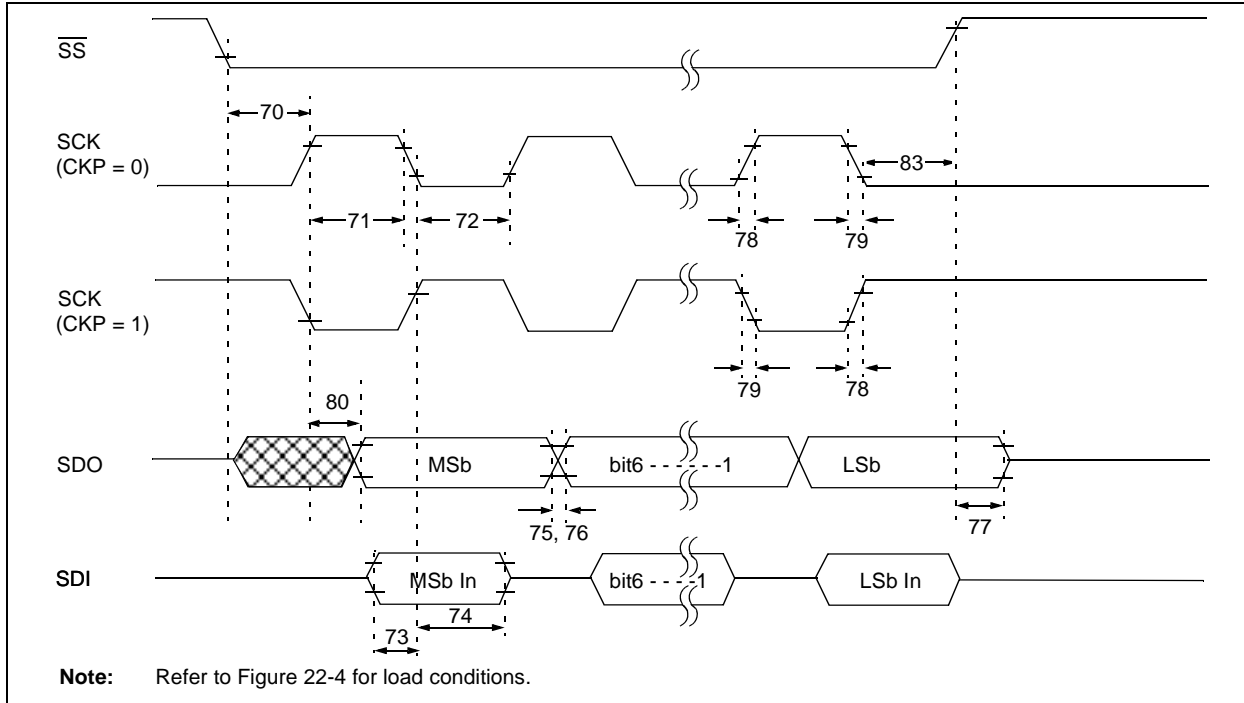 SS
70
SCK
(CKP = 0)
83
71
72
78
79
SCK
(CKP = 1)
79
78
80
SDO
MSb
bit6 - - - - - -1
LSb
75, 76
77
SDI
MSb In
bit6 - - - -1
LSb In
74
73
Note: Refer to Figure 22-4 for load conditions.